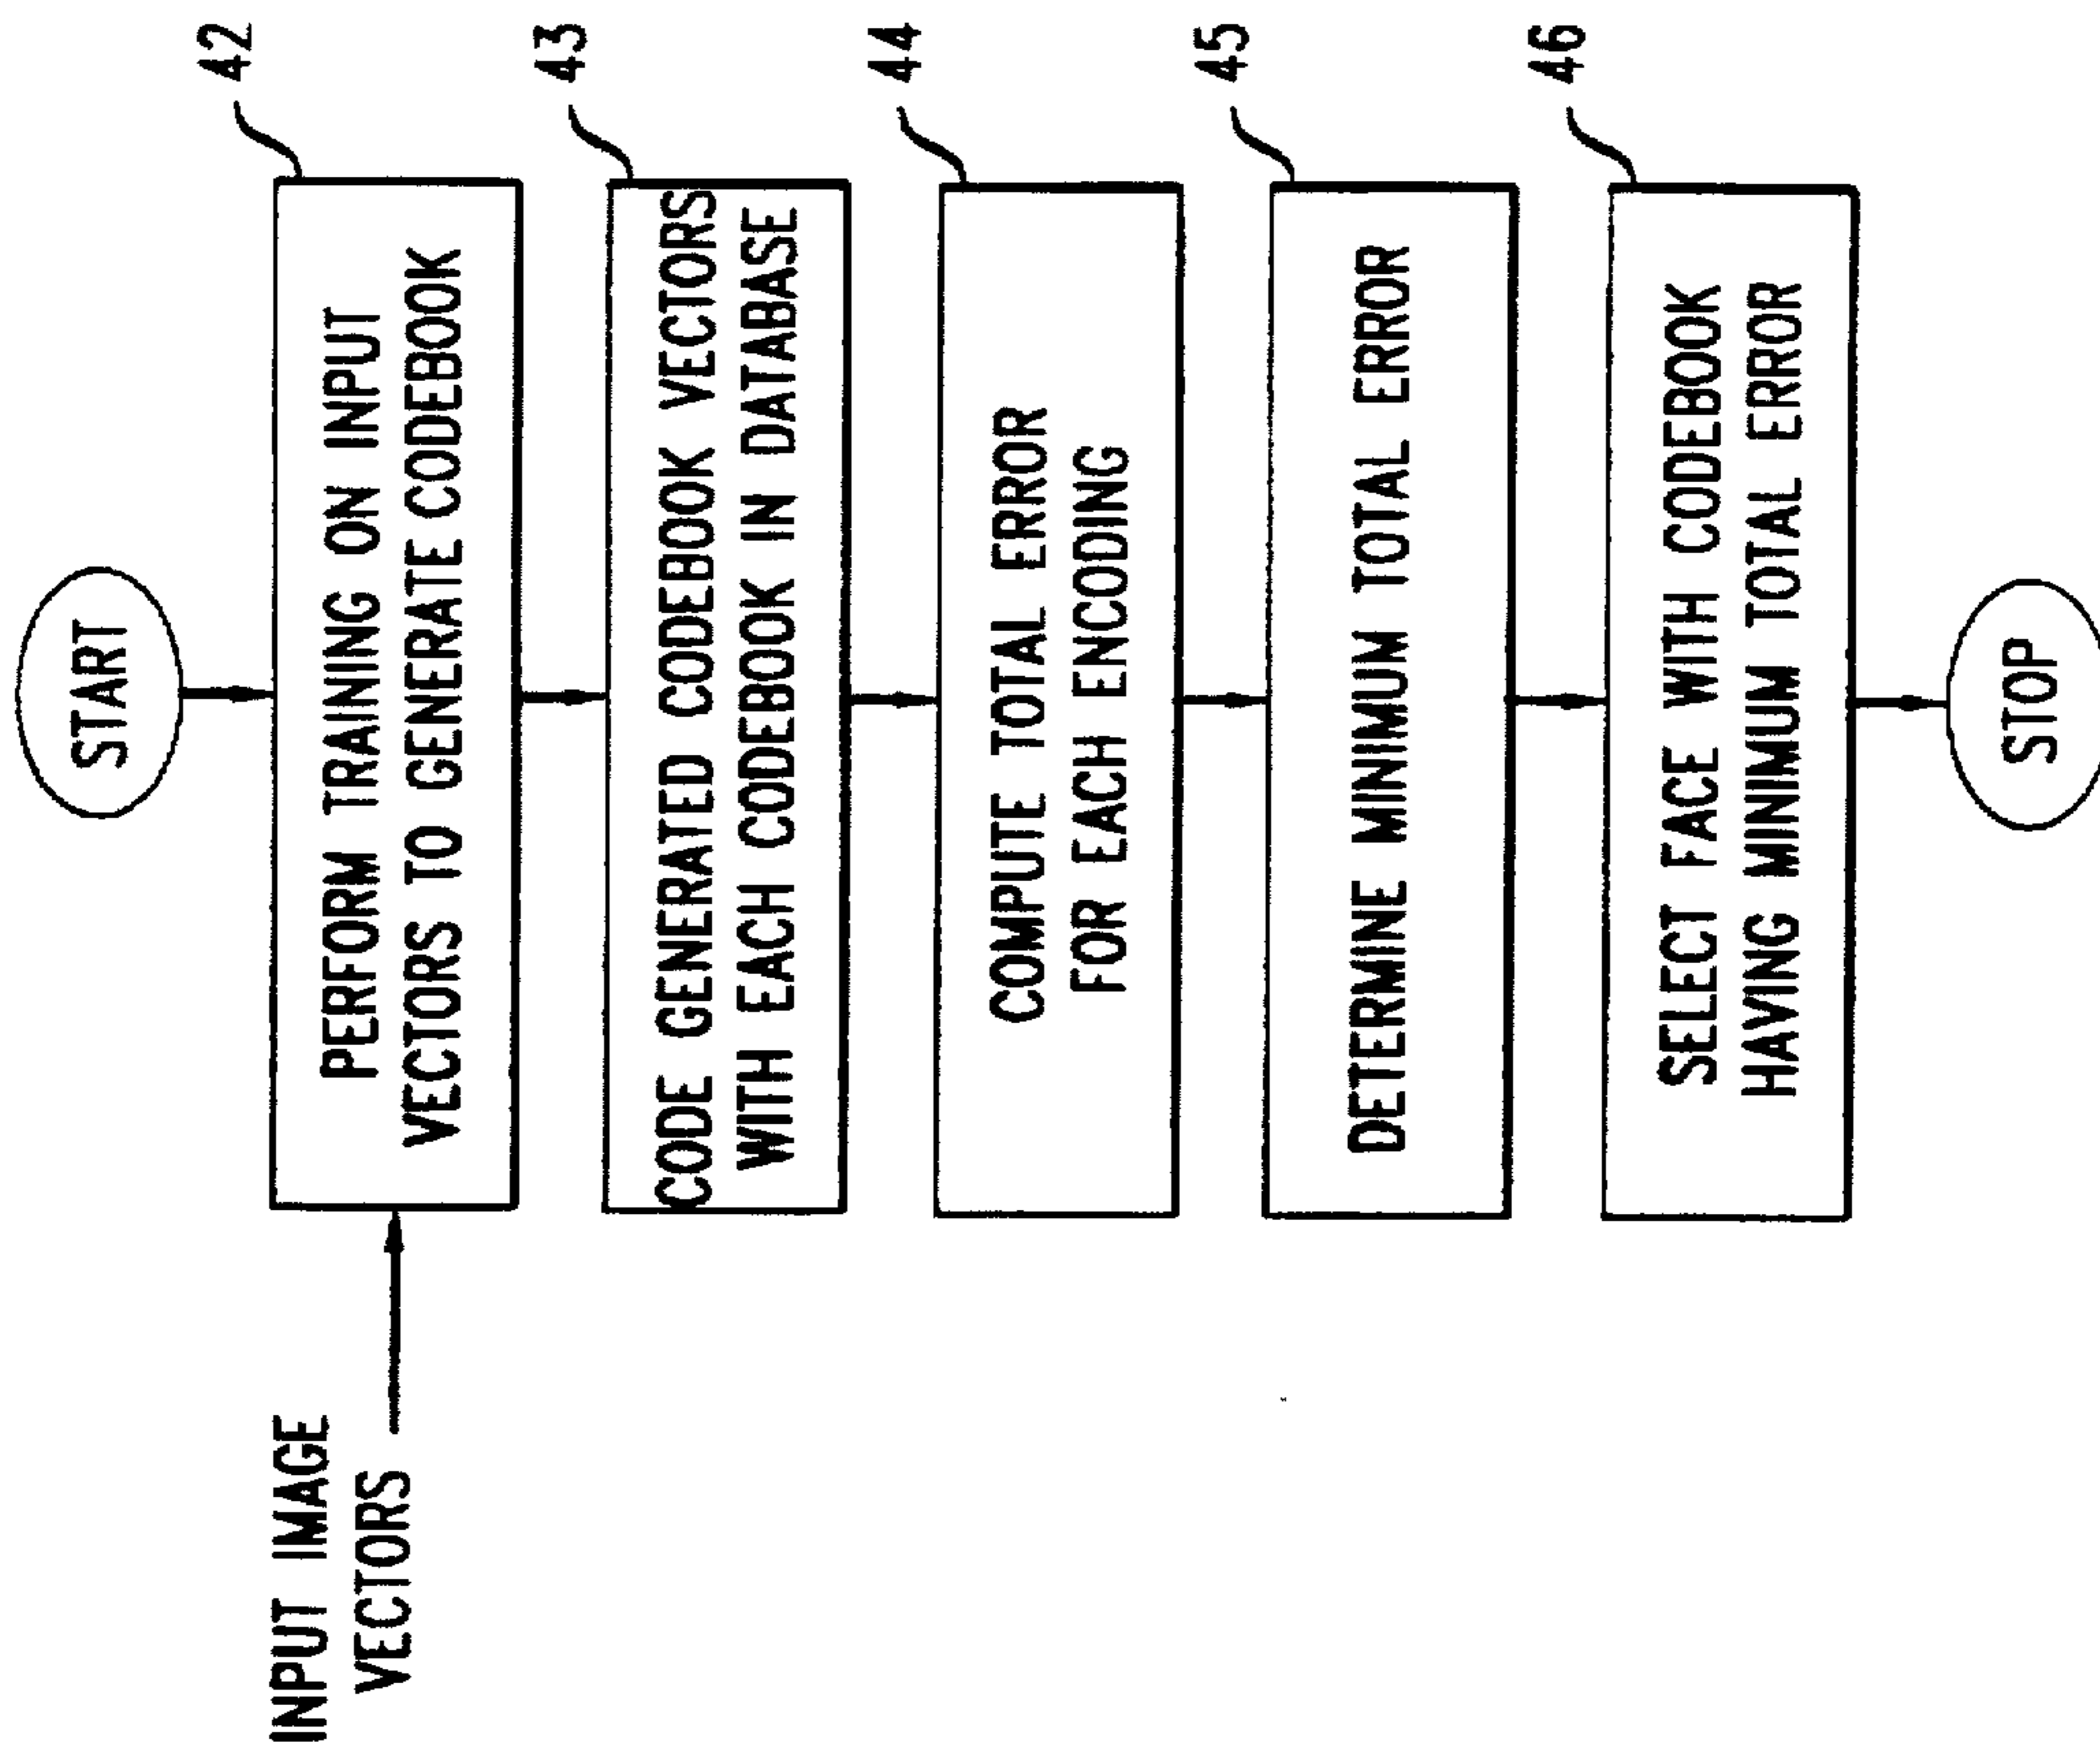 START
INPUT IMAGE
VECTORS
PERFORM TRAINING ON INPUT
VECTORS TO GENERATE CODEBOOK
42
CODE GENERATED CODEBOOK VECTORS
WITH EACH CODEBOOK IN DATABASE
43
COMPUTE TOTAL ERROR
FOR EACH ENCODING
44
DETERMINE MINIMUM TOTAL ERROR
45
SELECT FACE WITH CODEBOOK
HAVING MINIMUM TOTAL ERROR
46
STOP